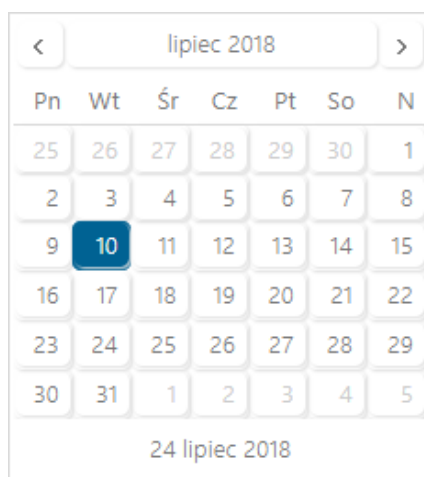 < lipiec 2018 >
Pn Wt Śr Cz Pt So N
25 26 27 28 29 30 1
2 3 4 5 6 7 8
9 10 11 12 13 14 15
16 17 18 19 20 21 22
23 24 25 26 27 28 29
30 31 1 2 3 4 5
24 lipiec 2018